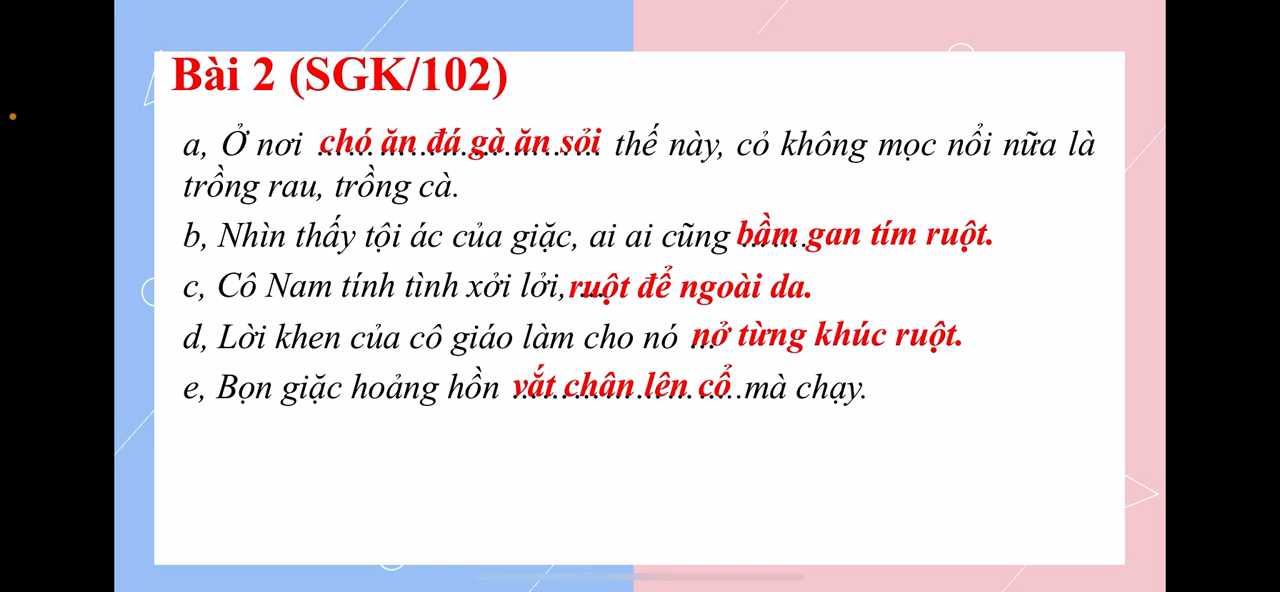 Bài 2 (SGK/102)
a, Ở nơi chó ăn đá gà ăn sỏi thế này, cỏ không mọc nổi nữa là
trồng rau, trồng cà.
b, Nhìn thấy tội ác của giặc, ai ai cũng bầm gan tím ruột.
c, Cô Nam tính tình xởi lởi, ruột để ngoài da.
d, Lời khen của cô giáo làm cho nó nở từng khúc ruột.
e, Bọn giặc hoảng hồn vắt chân lên cổ mà chạy.